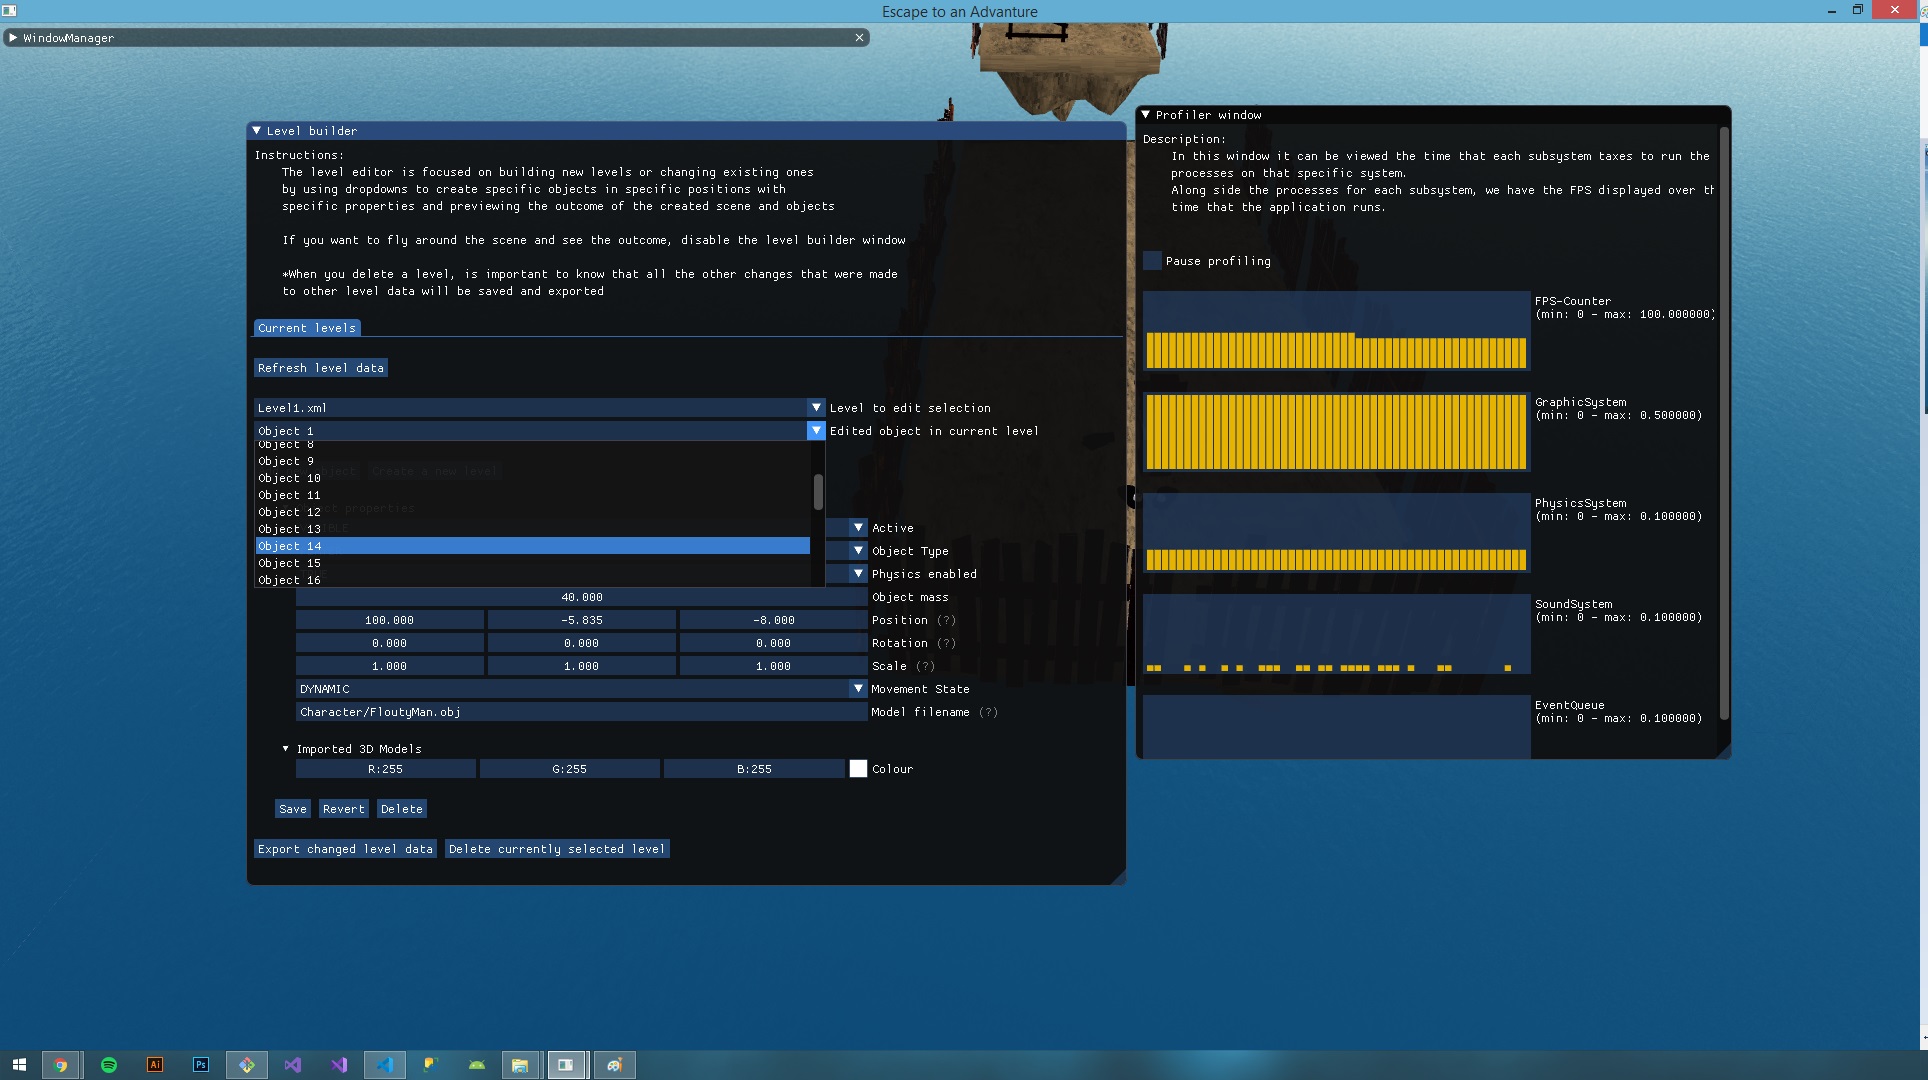 Escape to an Advanture
WindowManager
Level builder
Instructions:
The level editor is focused on building new levels or changing existing ones
by using dropdowns to create specific objects in specific positions with
specific properties and previewing the outcome of the created scene and objects
If you want to fly around the scene and see the outcome, disable the level builder window
*When you delete a level, is important to know that all the other changes that were made
to other level data will be saved and exported
Current levels
Refresh level data
Level1.xml Level to edit selection
Object 1 Edited object in current level
Object 8
Object 9
Create a new level
Object 10
Object 11
properties
Object 12
Object 13
Object 14
Object 15
Object 16
Active
Object Type
Physics enabled
40.000 Object mass
100.000 -5.835 -8.000 Position (?)
0.000 0.000 0.000 Rotation (?)
1.000 1.000 1.000 Scale (?)
DYNAMIC Movement State
Character/FloutyMan.obj Model filename (?)
Imported 3D Models
R:255 G:255 B:255 Colour
Save Revert Delete
Export changed level data Delete currently selected level
Profiler window
Description:
In this window it can be viewed the time that each subsystem taxes to run the
processes on that specific system.
Along side the processes for each subsystem, we have the FPS displayed over th
time that the application runs.
Pause profiling
FPS-Counter
(min: 0 - max: 100.000000)
GraphicSystem
(min: 0 - max: 0.500000)
PhysicsSystem
(min: 0 - max: 0.100000)
SoundSystem
(min: 0 - max: 0.100000)
EventQueue
(min: 0 - max: 0.100000)
Ai
Ps